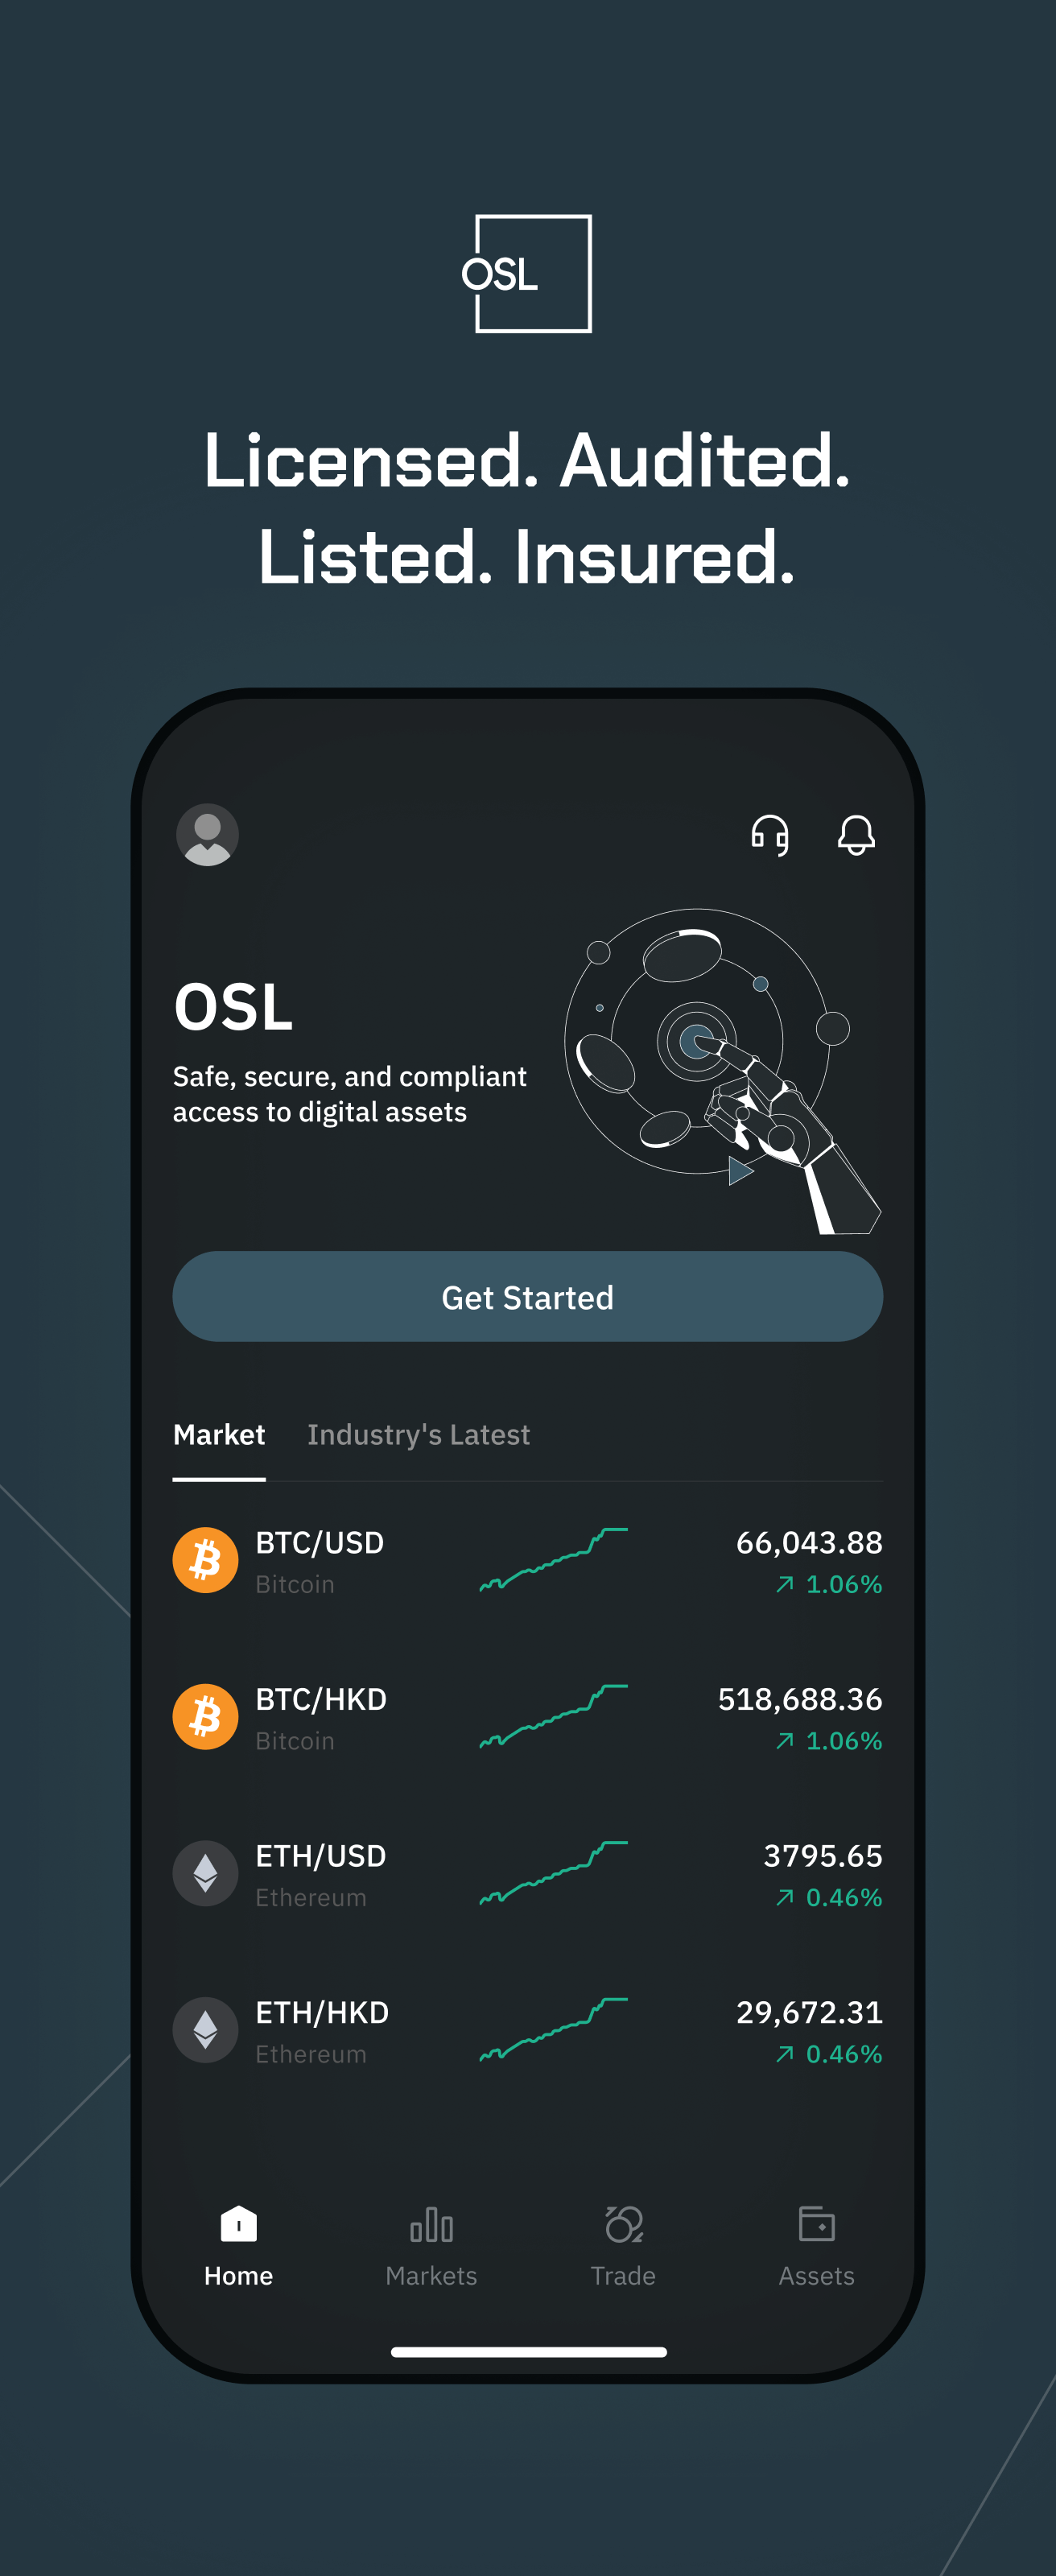 OSL
Licensed. Audited.
Listed. Insured.
OSL
Safe, secure, and compliant
access to digital assets
Get Started
Market Industry's Latest
BTC/USD 66,043.88
Bitcoin 1.06%
BTC/HKD 518,688.36
Bitcoin 1.06%
ETH/USD 3795.65
Ethereum 0.46%
ETH/HKD 29,672.31
Ethereum 0.46%
Home Markets Trade Assets